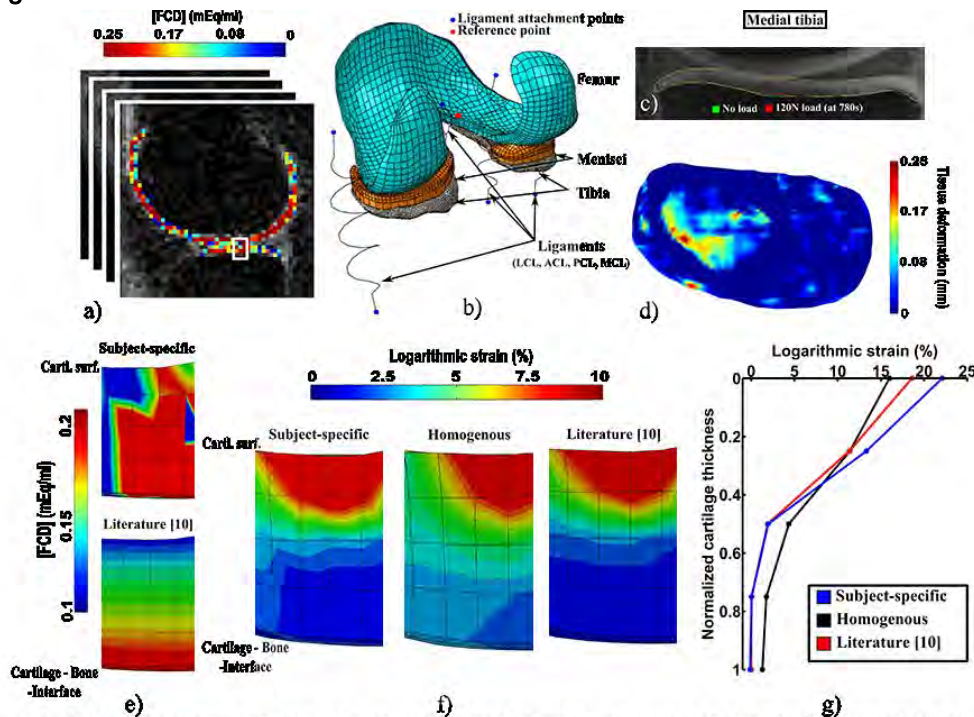 [FCD] (mEq/ml)
0.25 0.17 0.08 0
a)
Ligament attachment points
Reference point
Femur
Menisci
Tibia
Ligaments
(LCL, ACL, PCL, MCL)
b)
Medial tibia
c)
No load 120N load (at 780s)
d)
0.25
0.17
0.08
0
Tissue deformation (mm)
Subject-specific
Cartil. surf.
[FCD] (mEq/ml)
0.2
0.15
0.1
Literature [10]
Cartilage - Bone
-Interface
e)
Logarithmic strain (%)
0 2.5 5 7.5 10
Subject-specific Homogenous Literature [10]
Cartil. surf.
Cartilage - Bone
-Interface
f)
Logarithmic strain (%)
0 5 10 15 20 25
Normalized cartilage thickness
0
0.2
0.4
0.6
0.8
1
Subject-specific
Homogenous
Literature [10]
g)